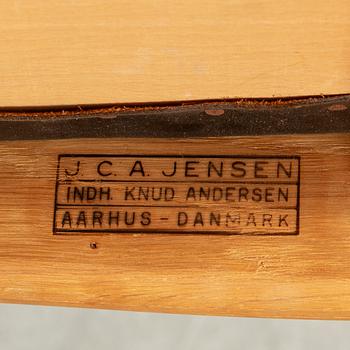 J. C. A. JENSEN
INDH. KNUD ANDERSEN
AARHUS - DANMARK